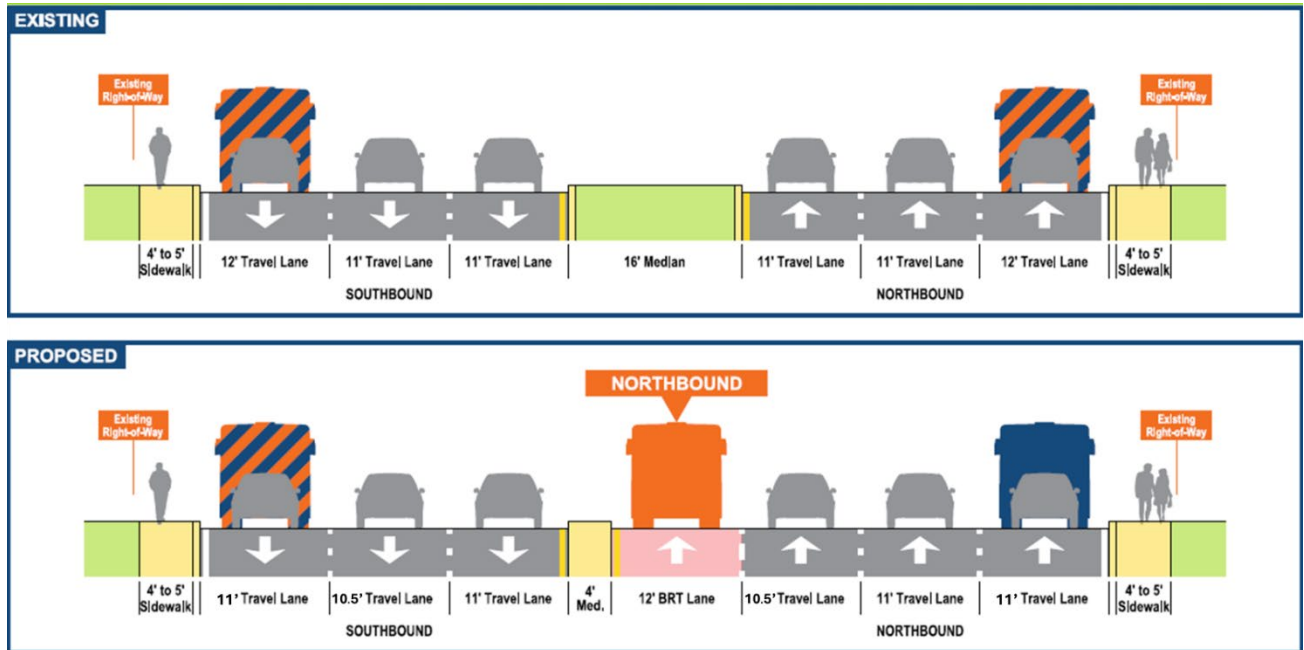 EXISTING
Existing
Right-of-Way
Existing
Right-of-Way
4' to 5'
Sidewalk
12' Travel Lane
11' Travel Lane
11' Travel Lane
16' Median
11' Travel Lane
11' Travel Lane
12' Travel Lane
4' to 5'
Sidewalk
SOUTHBOUND
NORTHBOUND
PROPOSED
NORTHBOUND
Existing
Right-of-Way
Existing
Right-of-Way
4' to 5'
Sidewalk
11' Travel Lane
10.5' Travel Lane
11' Travel Lane
4'
Med.
12' BRT Lane
10.5' Travel Lane
11' Travel Lane
11' Travel Lane
4' to 5'
Sidewalk
SOUTHBOUND
NORTHBOUND